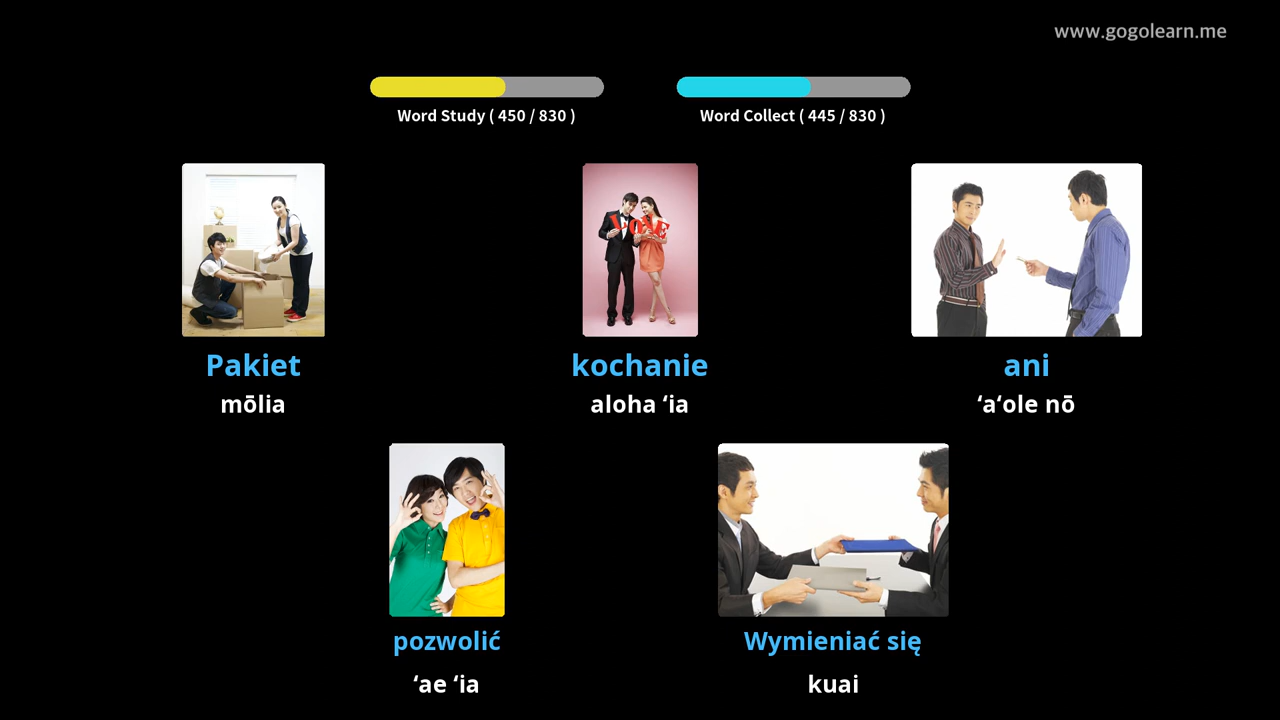 www.gogolearn.me
Word Study ( 450 / 830 )
Word Collect ( 445 / 830 )
LOVE
Pakiet
mōlia
kochanie
aloha ʻia
ani
ʻaʻole nō
pozwolić
ʻae ʻia
Wymieniać się
kuai